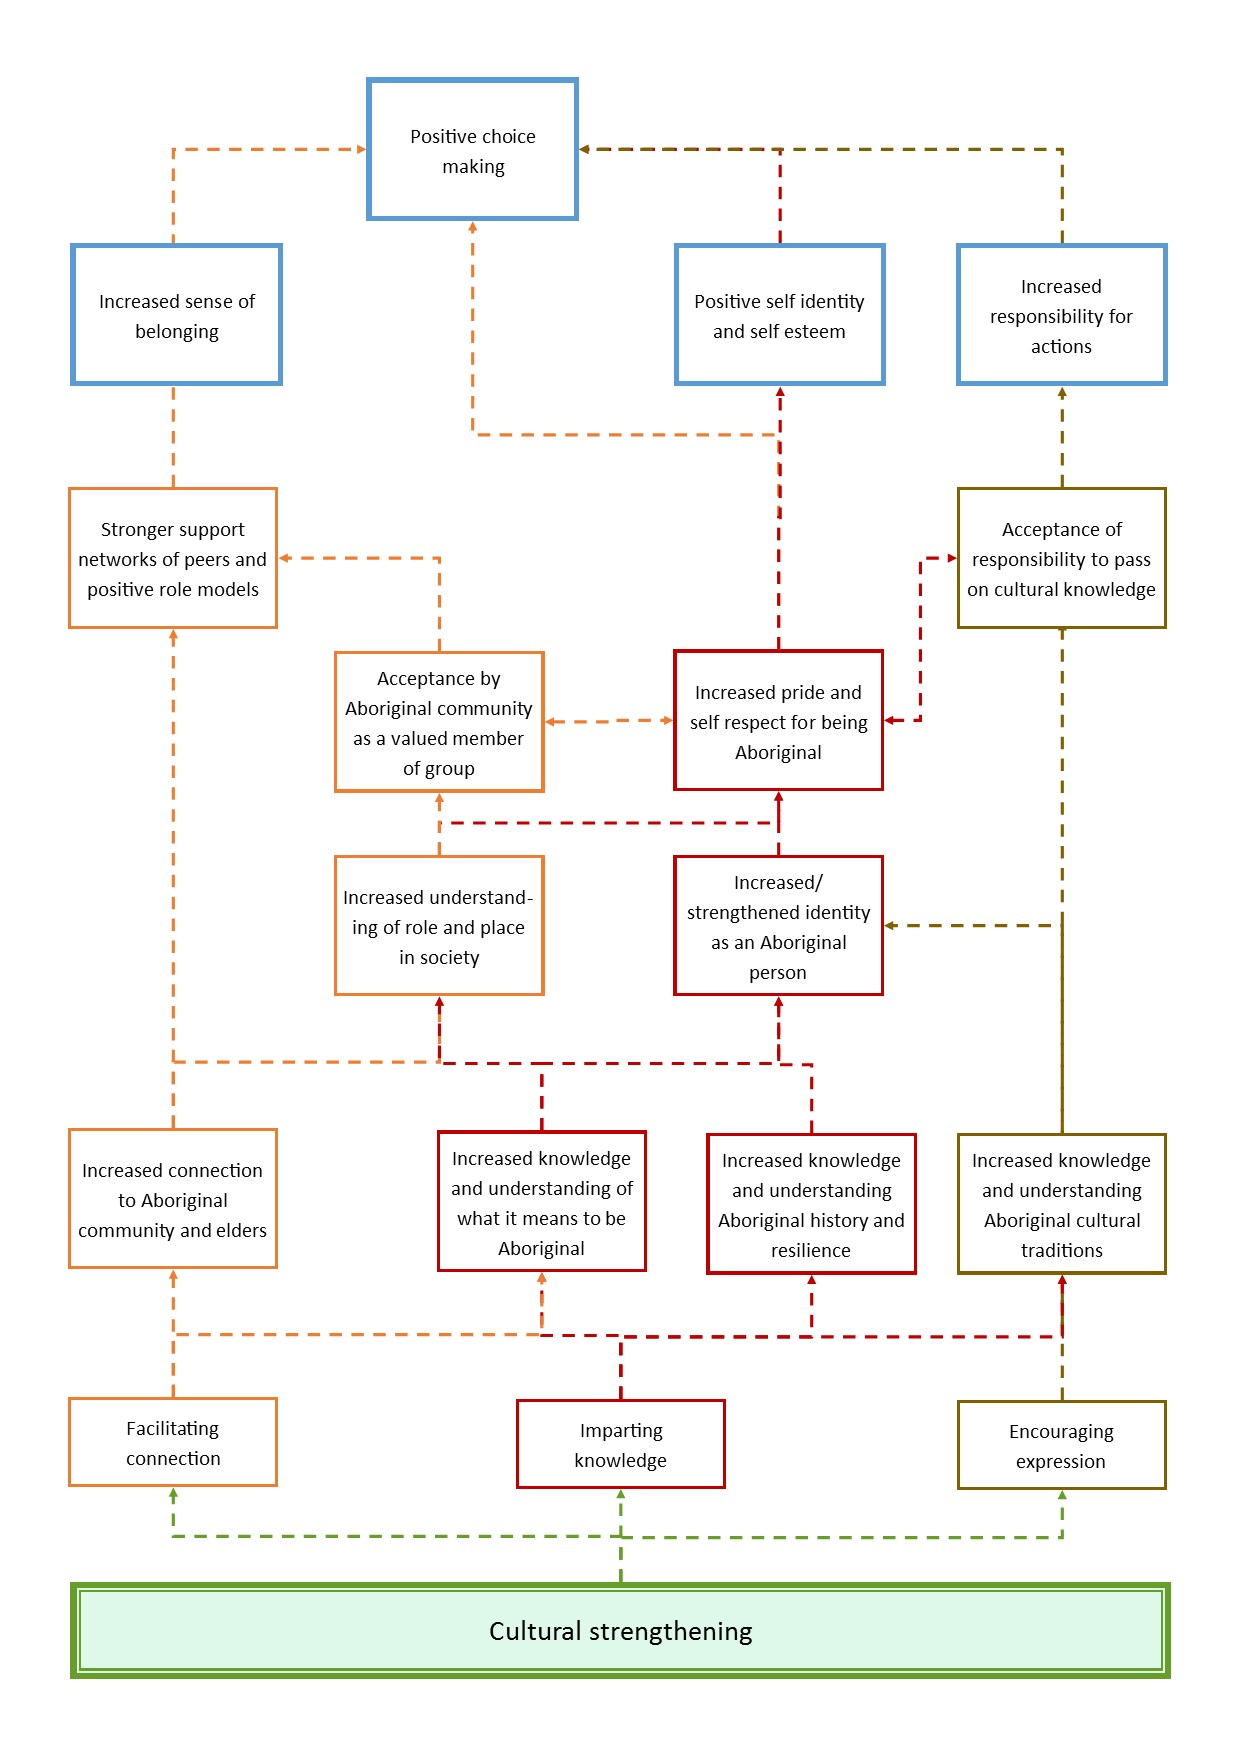 Positive choice
making
Increased sense of
belonging
Positive self identity
and self esteem
Increased
responsibility for
actions
Stronger support
networks of peers and
positive role models
Acceptance of
responsibility to pass
on cultural knowledge
Acceptance by
Aboriginal community
as a valued member
of group
Increased pride and
self respect for being
Aboriginal
Increased understand-
ing of role and place
in society
Increased/
strengthened identity
as an Aboriginal
person
Increased connection
to Aboriginal
community and elders
Increased knowledge
and understanding of
what it means to be
Aboriginal
Increased knowledge
and understanding
Aboriginal history and
resilience
Increased knowledge
and understanding
Aboriginal cultural
traditions
Facilitating
connection
Imparting
knowledge
Encouraging
expression
Cultural strengthening